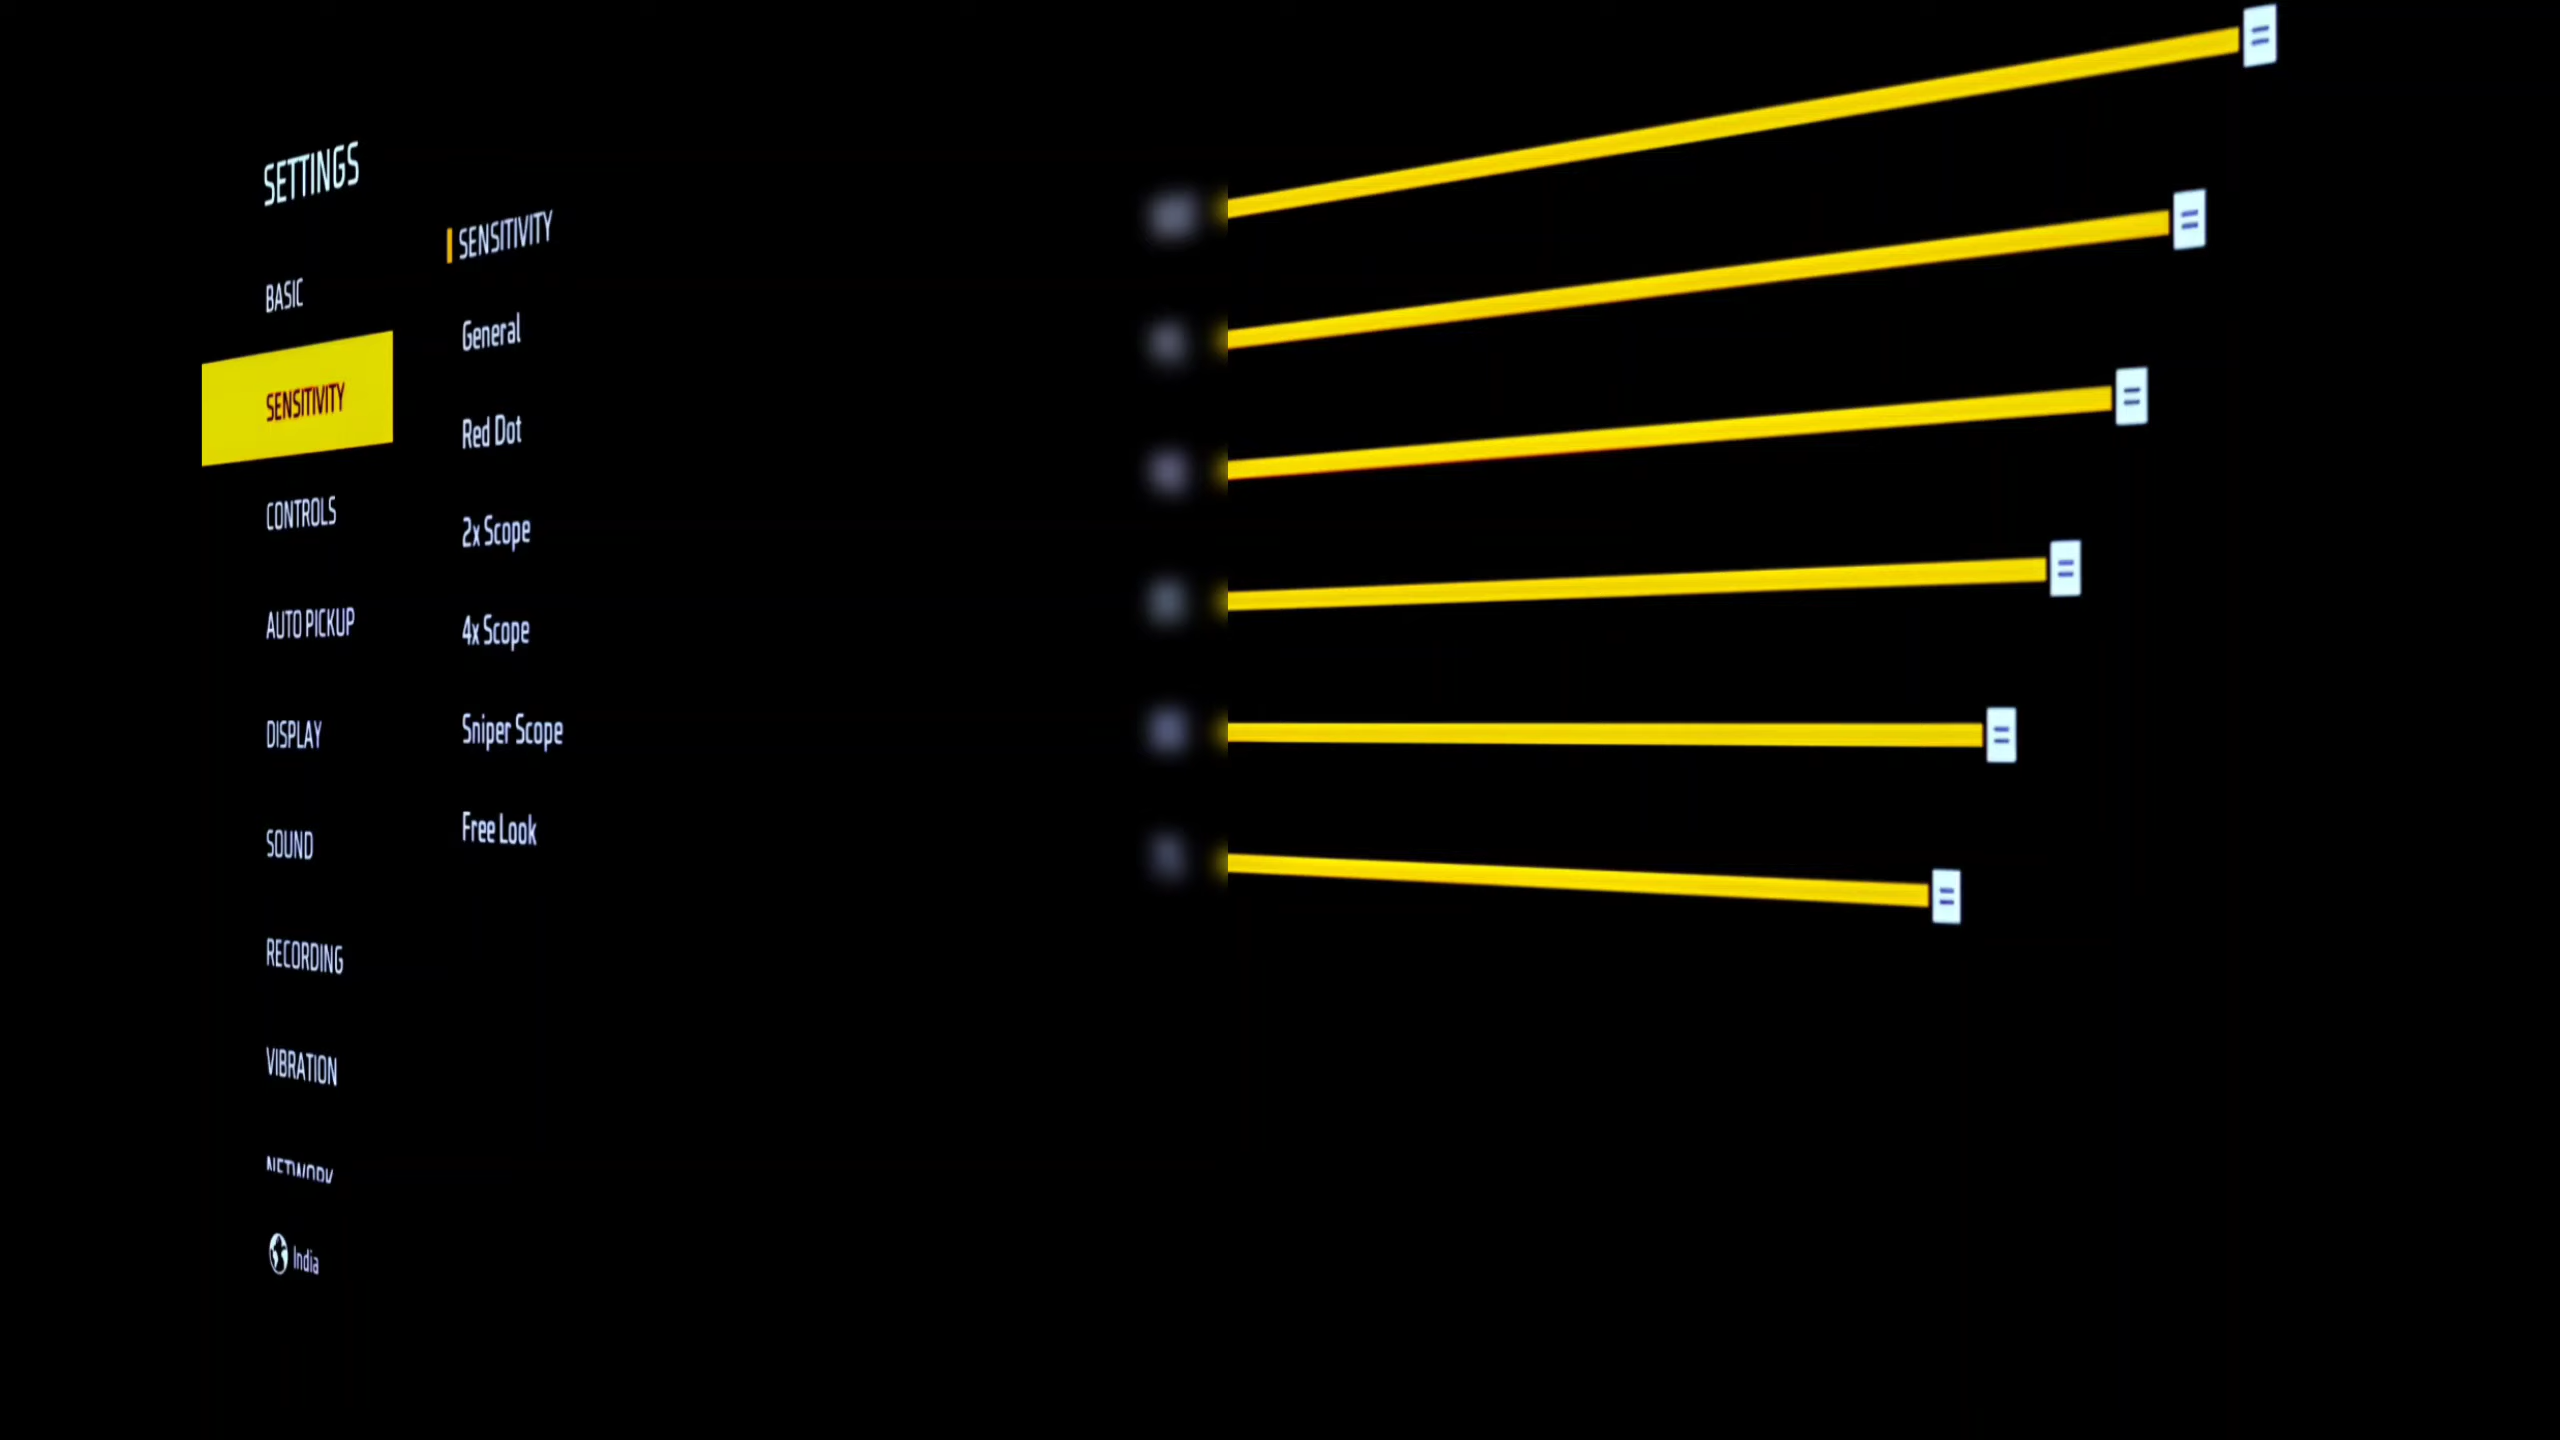 SETTINGS
BASIC
SENSITIVITY
CONTROLS
AUTO PICKUP
DISPLAY
SOUND
RECORDING
VIBRATION
NETWORK
India
SENSITIVITY
General
Red Dot
2x Scope
4x Scope
Sniper Scope
Free Look